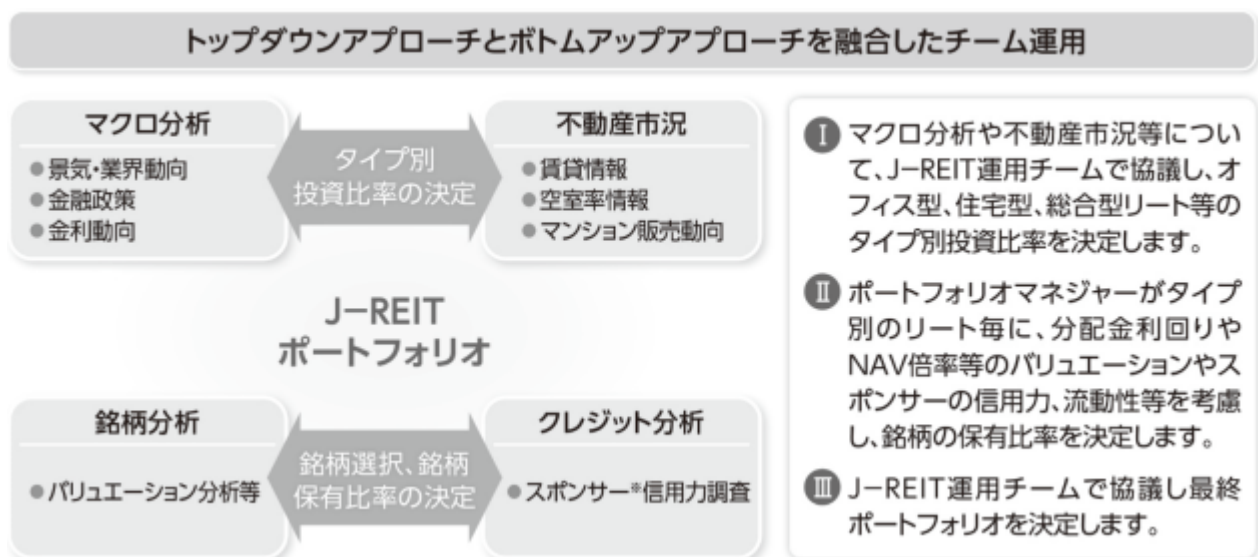 トップダウンアプローチとボトムアップアプローチを融合したチーム運用
マクロ分析
●景気・業界動向
●金融政策
●金利動向
タイプ別
投資比率の決定
不動産市況
●賃貸情報
●空室率情報
●マンション販売動向
J−REIT
ポートフォリオ
銘柄分析
●バリュエーション分析等
銘柄選択、銘柄
保有比率の決定
クレジット分析
●スポンサー※信用力調査
Ⅰ マクロ分析や不動産市況等につい
て、J−REIT運用チームで協議し、オ
フィス型、住宅型、総合型リート等の
タイプ別投資比率を決定します。
Ⅱ ポートフォリオマネジャーがタイプ
別のリート毎に、分配金利回りや
NAV倍率等のバリュエーションやス
ポンサーの信用力、流動性等を考慮
し、銘柄の保有比率を決定します。
Ⅲ J−REIT運用チームで協議し最終
ポートフォリオを決定します。